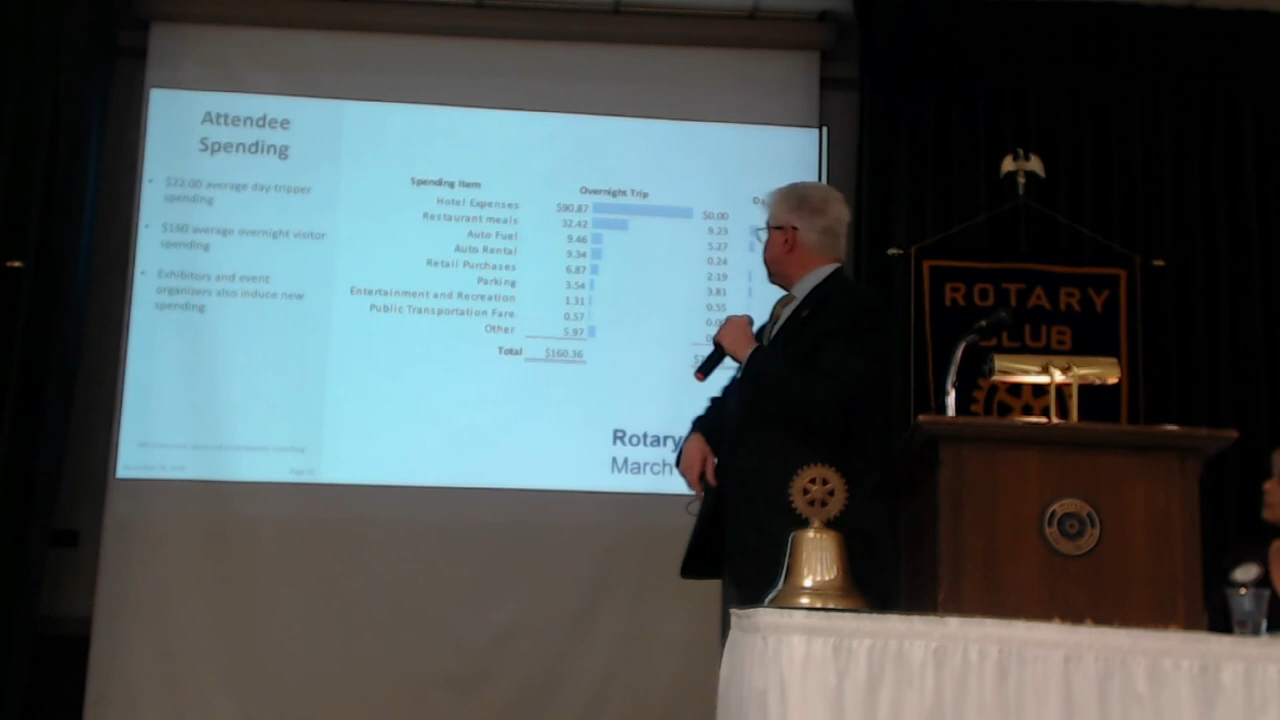 Attendee
Spending
• $22.00 average day-tripper
spending
• $160 average overnight visitor
spending
• Exhibitors and event
organizers also induce new
spending
Spending Item Overnight Trip
Hotel Expenses $90.87 $0.00
Restaurant meals 32.42 9.23
Auto Fuel 9.46 5.27
Auto Rental 9.34 0.24
Retail Purchases 6.87 2.19
Parking 3.54 3.81
Entertainment and Recreation 1.31 0.55
Public Transportation Fare 0.57
Other 5.97
Total $160.36
Rotary
March
ROTARY
CLUB